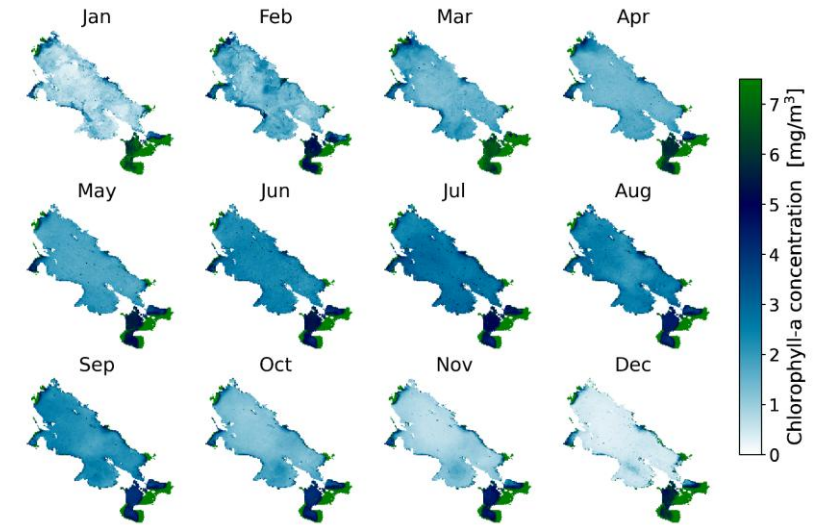 Jan Feb Mar Apr
May Jun Jul Aug
Sep Oct Nov Dec
7
6
5
4
3
2
1
0
Chlorophyll-a concentration [mg/m³]